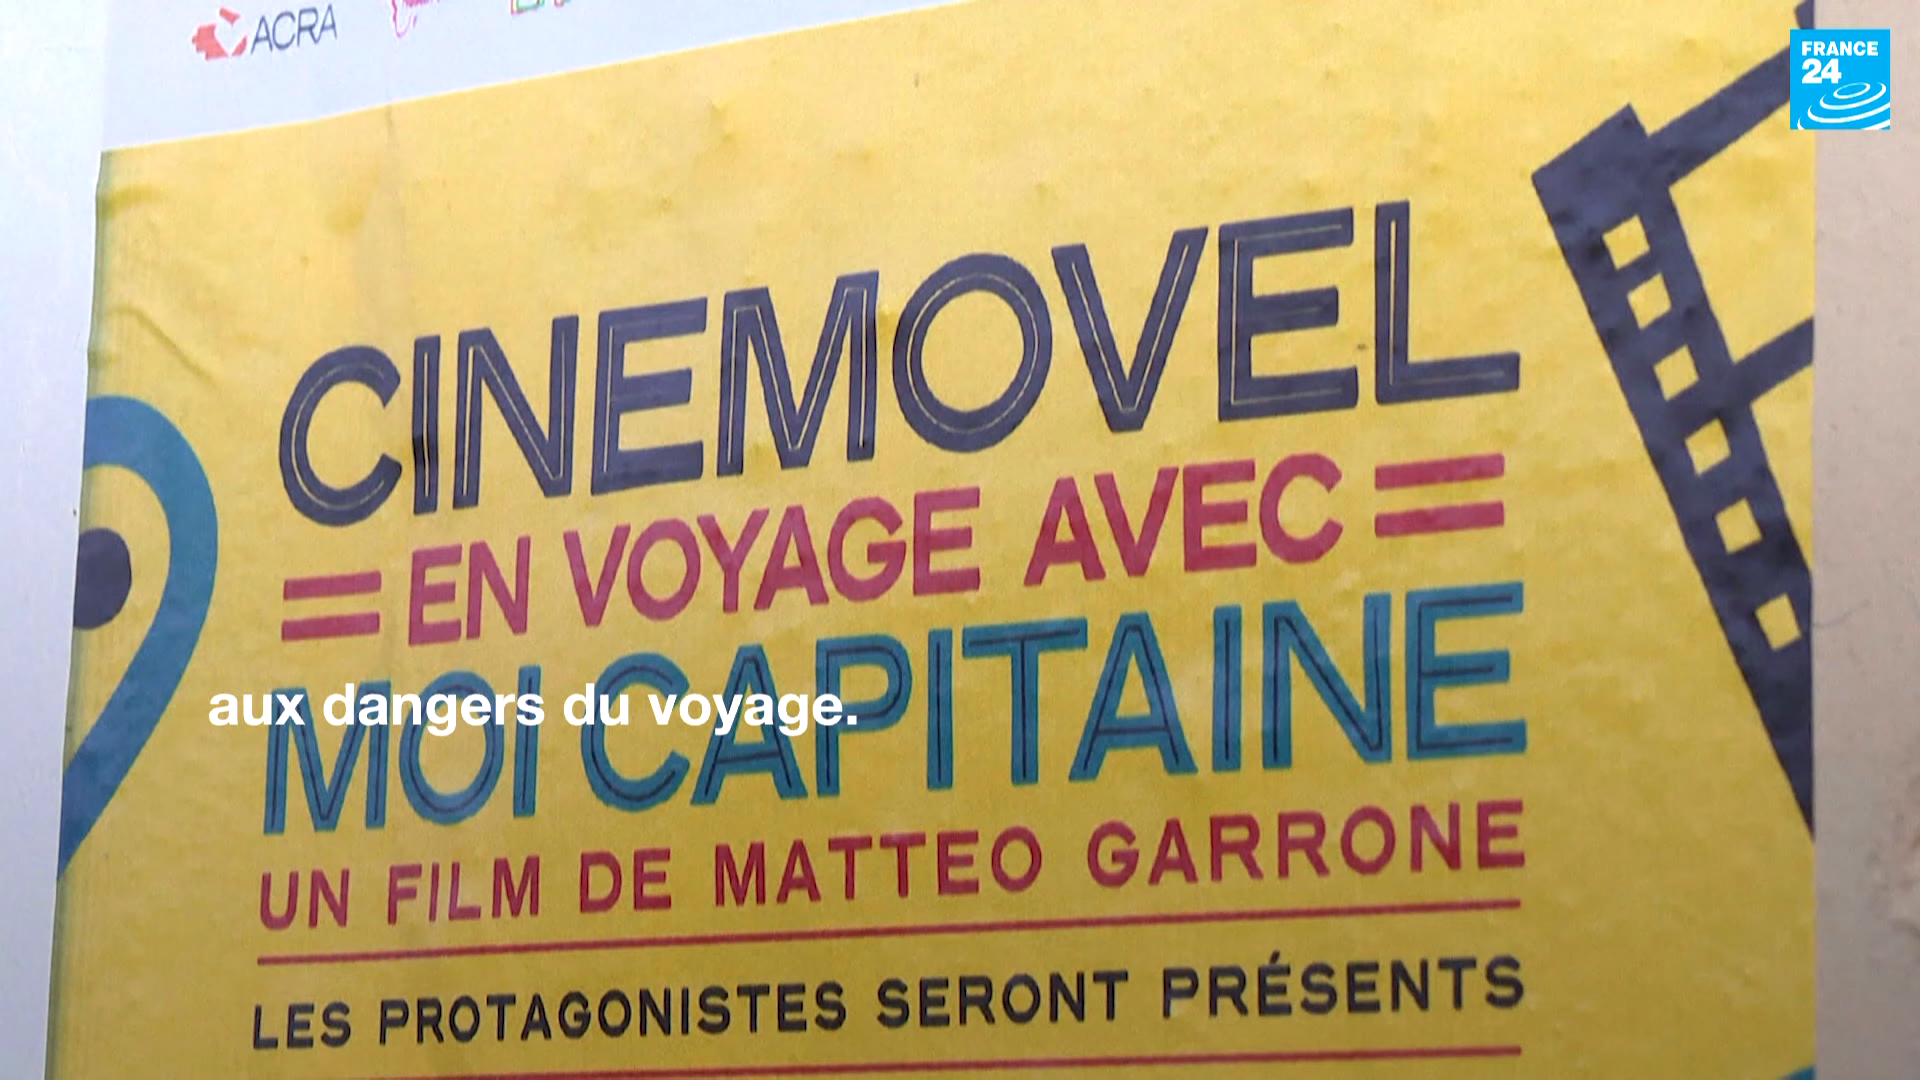 ACRA
FRANCE
24
CINEMOVEL
= EN VOYAGE AVEC =
MOI CAPITAINE
aux dangers du voyage.
UN FILM DE MATTEO GARRONE
LES PROTAGONISTES SERONT PRÉSENTS